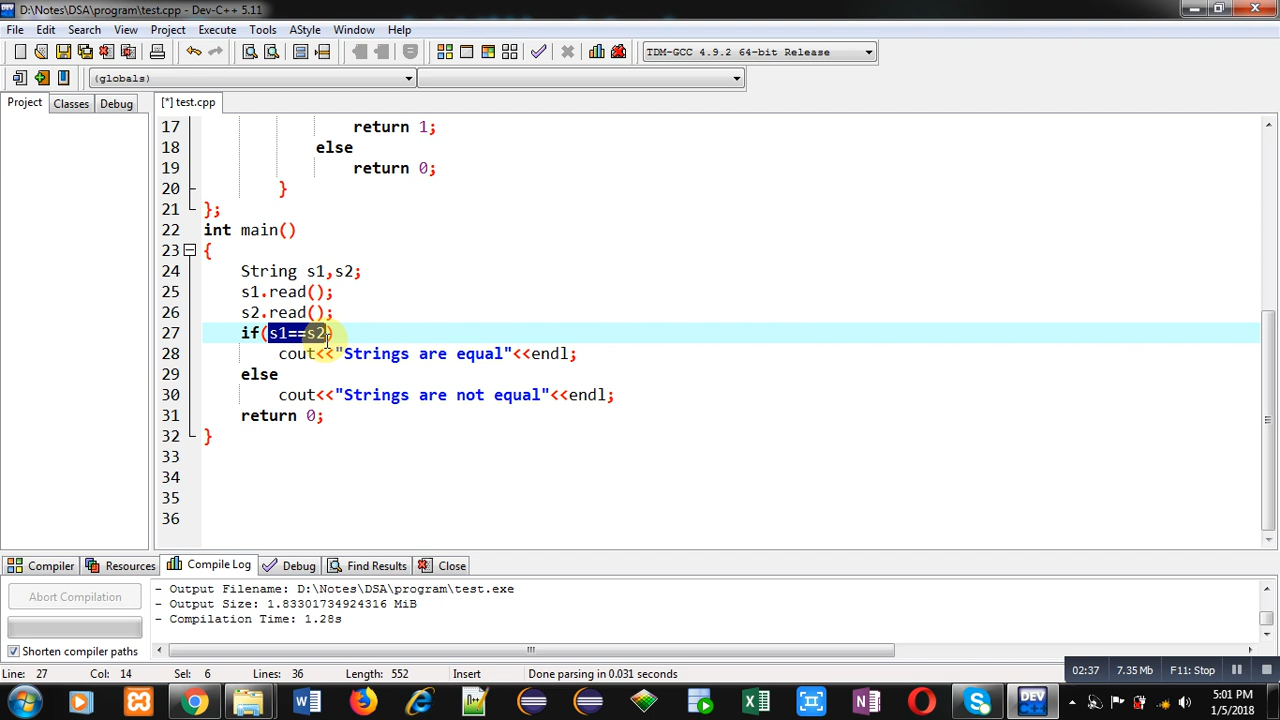 D:\Notes\DSA\program\test.cpp - Dev-C++ 5.11
File Edit Search View Project Execute Tools AStyle Window Help
TDM-GCC 4.9.2 64-bit Release
(globals)
Project Classes Debug [*] test.cpp
17 return 1;
18 else
19 return 0;
20 }
21 };
22 int main()
23 {
24 String s1,s2;
25 s1.read();
26 s2.read();
27 if(s1==s2)
28 cout<<"Strings are equal"<<endl;
29 else
30 cout<<"Strings are not equal"<<endl;
31 return 0;
32 }
33
34
35
36
Compiler Resources Compile Log Debug Find Results Close
Abort Compilation
Shorten compiler paths
- Output Filename: D:\Notes\DSA\program\test.exe
- Output Size: 1.83301734924316 MiB
- Compilation Time: 1.28s
Line: 27 Col: 14 Sel: 6 Lines: 36 Length: 552 Insert Done parsing in 0.031 seconds
02:37 7.35 Mb F11: Stop
DEV
5:01 PM
1/5/2018